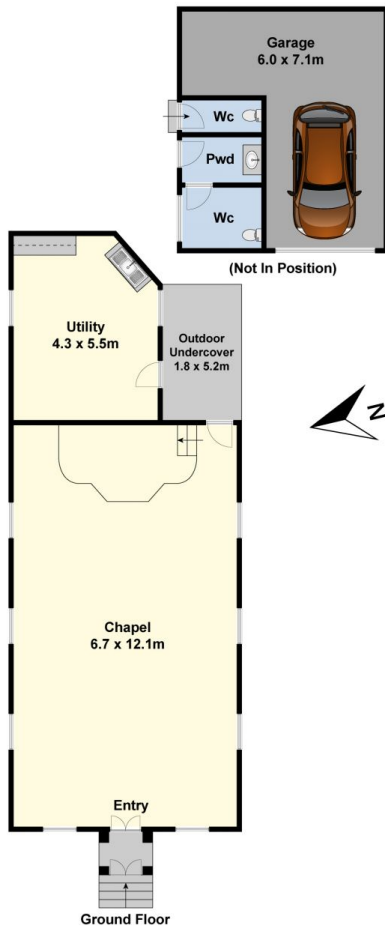 Garage
6.0 x 7.1m
Wc
Pwd
Wc
(Not In Position)
Utility
4.3 x 5.5m
Outdoor
Undercover
1.8 x 5.2m
N
Chapel
6.7 x 12.1m
Entry
Ground Floor